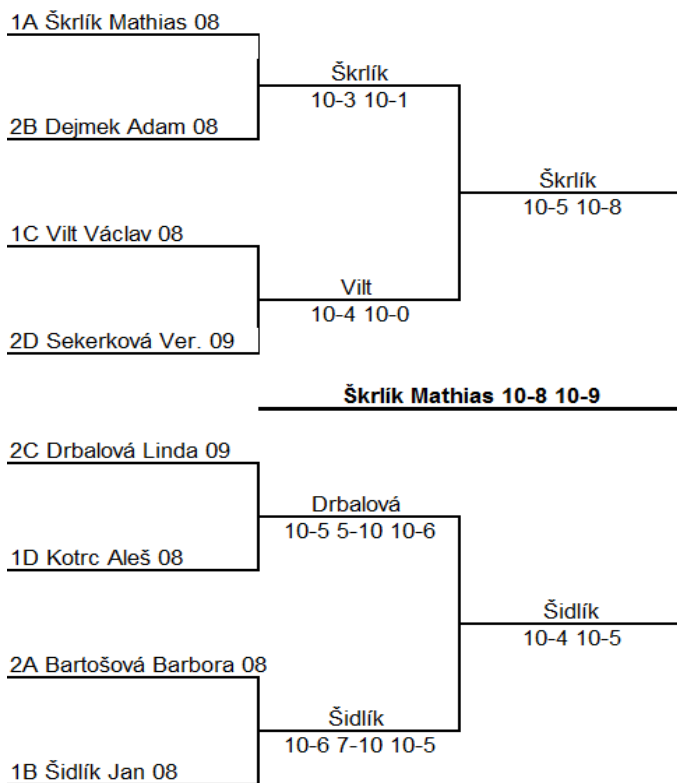 1A Škrlík Mathias 08
Škrlík
10-3 10-1
2B Dejmek Adam 08
Škrlík
10-5 10-8
1C Vilt Václav 08
Vilt
10-4 10-0
2D Sekerková Ver. 09
Škrlík Mathias 10-8 10-9
2C Drbalová Linda 09
Drbalová
10-5 5-10 10-6
1D Kotrc Aleš 08
Šidlík
10-4 10-5
2A Bartošová Barbora 08
Šidlík
10-6 7-10 10-5
1B Šidlík Jan 08